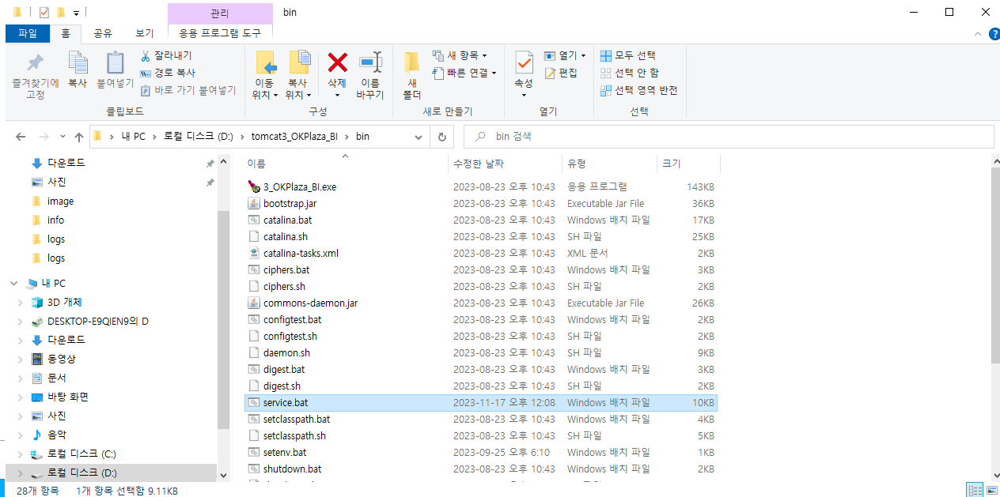 관리
bin
파일
홈
공유
보기
응용 프로그램 도구
즐겨찾기에
고정
복사
붙여넣기
잘라내기
경로 복사
바로 가기 붙여넣기
클립보드
이동
위치
복사
위치
삭제
이름
바꾸기
구성
새
폴더
새 항목
빠른 연결
새로 만들기
속성
열기
편집
열기
모두 선택
선택 안 함
선택 영역 반전
선택
내 PC > 로컬 디스크 (D:) > tomcat3_OKPlaza_BI > bin
bin 검색
다운로드
사진
image
info
logs
logs
내 PC
3D 개체
DESKTOP-E9QIEN9의 D
다운로드
동영상
문서
바탕 화면
사진
음악
로컬 디스크 (C:)
로컬 디스크 (D:)
이름 수정한 날짜 유형 크기
3_OKPlaza_BI.exe 2023-08-23 오후 10:43 응용 프로그램 143KB
bootstrap.jar 2023-08-23 오후 10:43 Executable Jar File 36KB
catalina.bat 2023-08-23 오후 10:43 Windows 배치 파일 17KB
catalina.sh 2023-08-23 오후 10:43 SH 파일 25KB
catalina-tasks.xml 2023-08-23 오후 10:43 XML 문서 2KB
ciphers.bat 2023-08-23 오후 10:43 Windows 배치 파일 3KB
ciphers.sh 2023-08-23 오후 10:43 SH 파일 2KB
commons-daemon.jar 2023-08-23 오후 10:43 Executable Jar File 26KB
configtest.bat 2023-08-23 오후 10:43 Windows 배치 파일 2KB
configtest.sh 2023-08-23 오후 10:43 SH 파일 2KB
daemon.sh 2023-08-23 오후 10:43 SH 파일 9KB
digest.bat 2023-08-23 오후 10:43 Windows 배치 파일 3KB
digest.sh 2023-08-23 오후 10:43 SH 파일 2KB
service.bat 2023-11-17 오후 12:08 Windows 배치 파일 10KB
setclasspath.bat 2023-08-23 오후 10:43 Windows 배치 파일 4KB
setclasspath.sh 2023-08-23 오후 10:43 SH 파일 5KB
setenv.bat 2023-09-25 오후 6:10 Windows 배치 파일 1KB
shutdown.bat 2023-08-23 오후 10:43 Windows 배치 파일 2KB
28개 항목 1개 항목 선택함 9.11KB